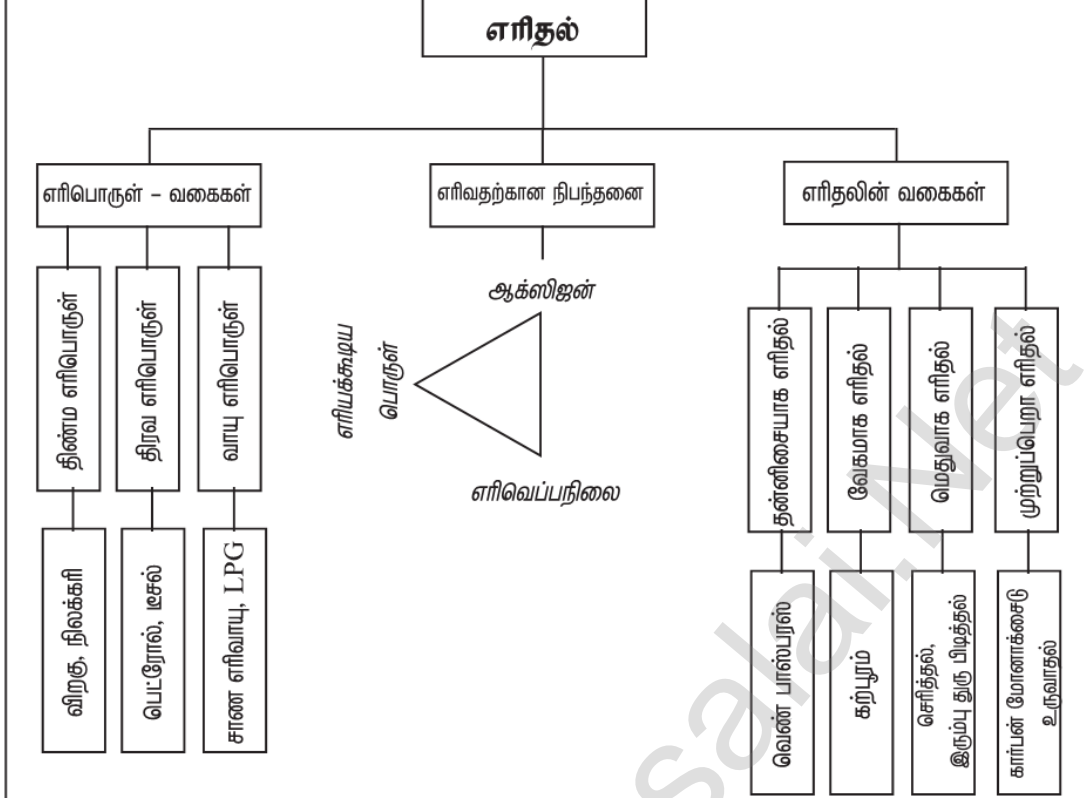 எரிதல்
எரிபொருள் – வகைகள்
எரிவதற்கான நிபந்தனை
எரிதலின் வகைகள்
திண்ம எரிபொருள்
திரவ எரிபொருள்
வாயு எரிபொருள்
விறகு, நிலக்கரி
பெட்ரோல், டீசல்
சாண எரிவாயு, LPG
ஆக்ஸிஜன்
எரியக்கூடிய
பொருள்
எரிவெப்பநிலை
தன்னிசையாக எரிதல்
வேகமாக எரிதல்
மெதுவாக எரிதல்
முற்றுப்பெறா எரிதல்
வெண் பாஸ்பரஸ்
கற்பூரம்
செரித்தல்,
இரும்பு துரு பிடித்தல்
கார்பன் மோனாக்சைடு
உருவாதல்
salai.Net